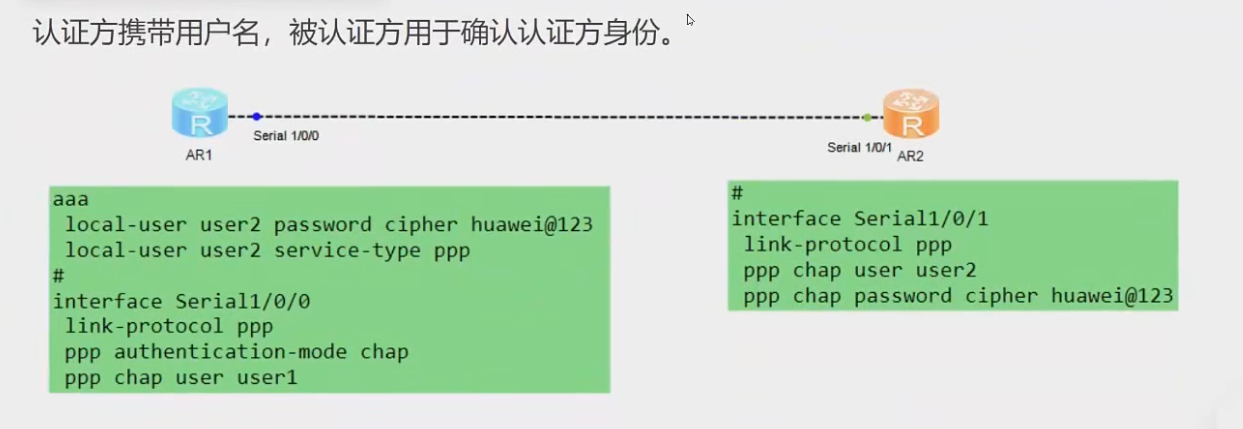 认证方携带用户名，被认证方用于确认认证方身份。
R
Serial 1/0/0
AR1
R
Serial 1/0/1
AR2
aaa
local-user user2 password cipher huawei@123
local-user user2 service-type ppp
#
interface Serial1/0/0
link-protocol ppp
ppp authentication-mode chap
ppp chap user user1
#
interface Serial1/0/1
link-protocol ppp
ppp chap user user2
ppp chap password cipher huawei@123